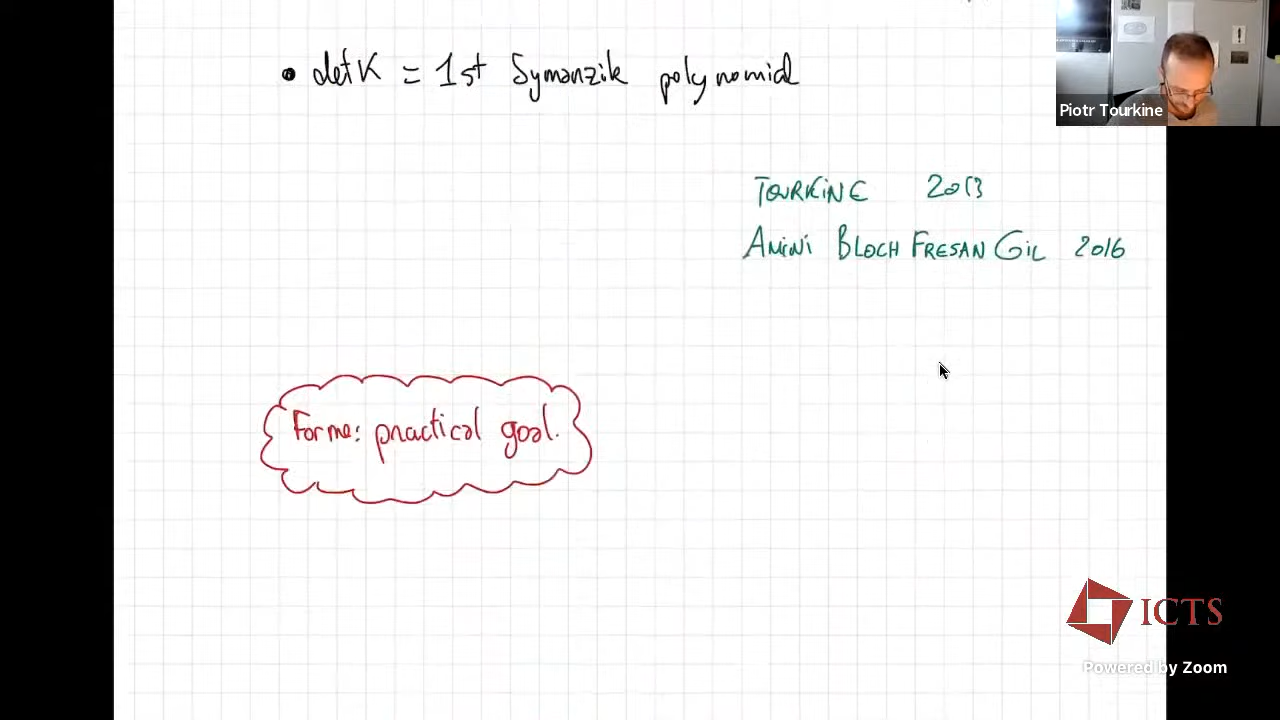 • det K = 1st Symanzik polynomial
Piotr Tourkine
TOURKINE 2013
AMINI BLOCH FRESAN GIL 2016
For me: practical goal.
ICTS
Powered by Zoom